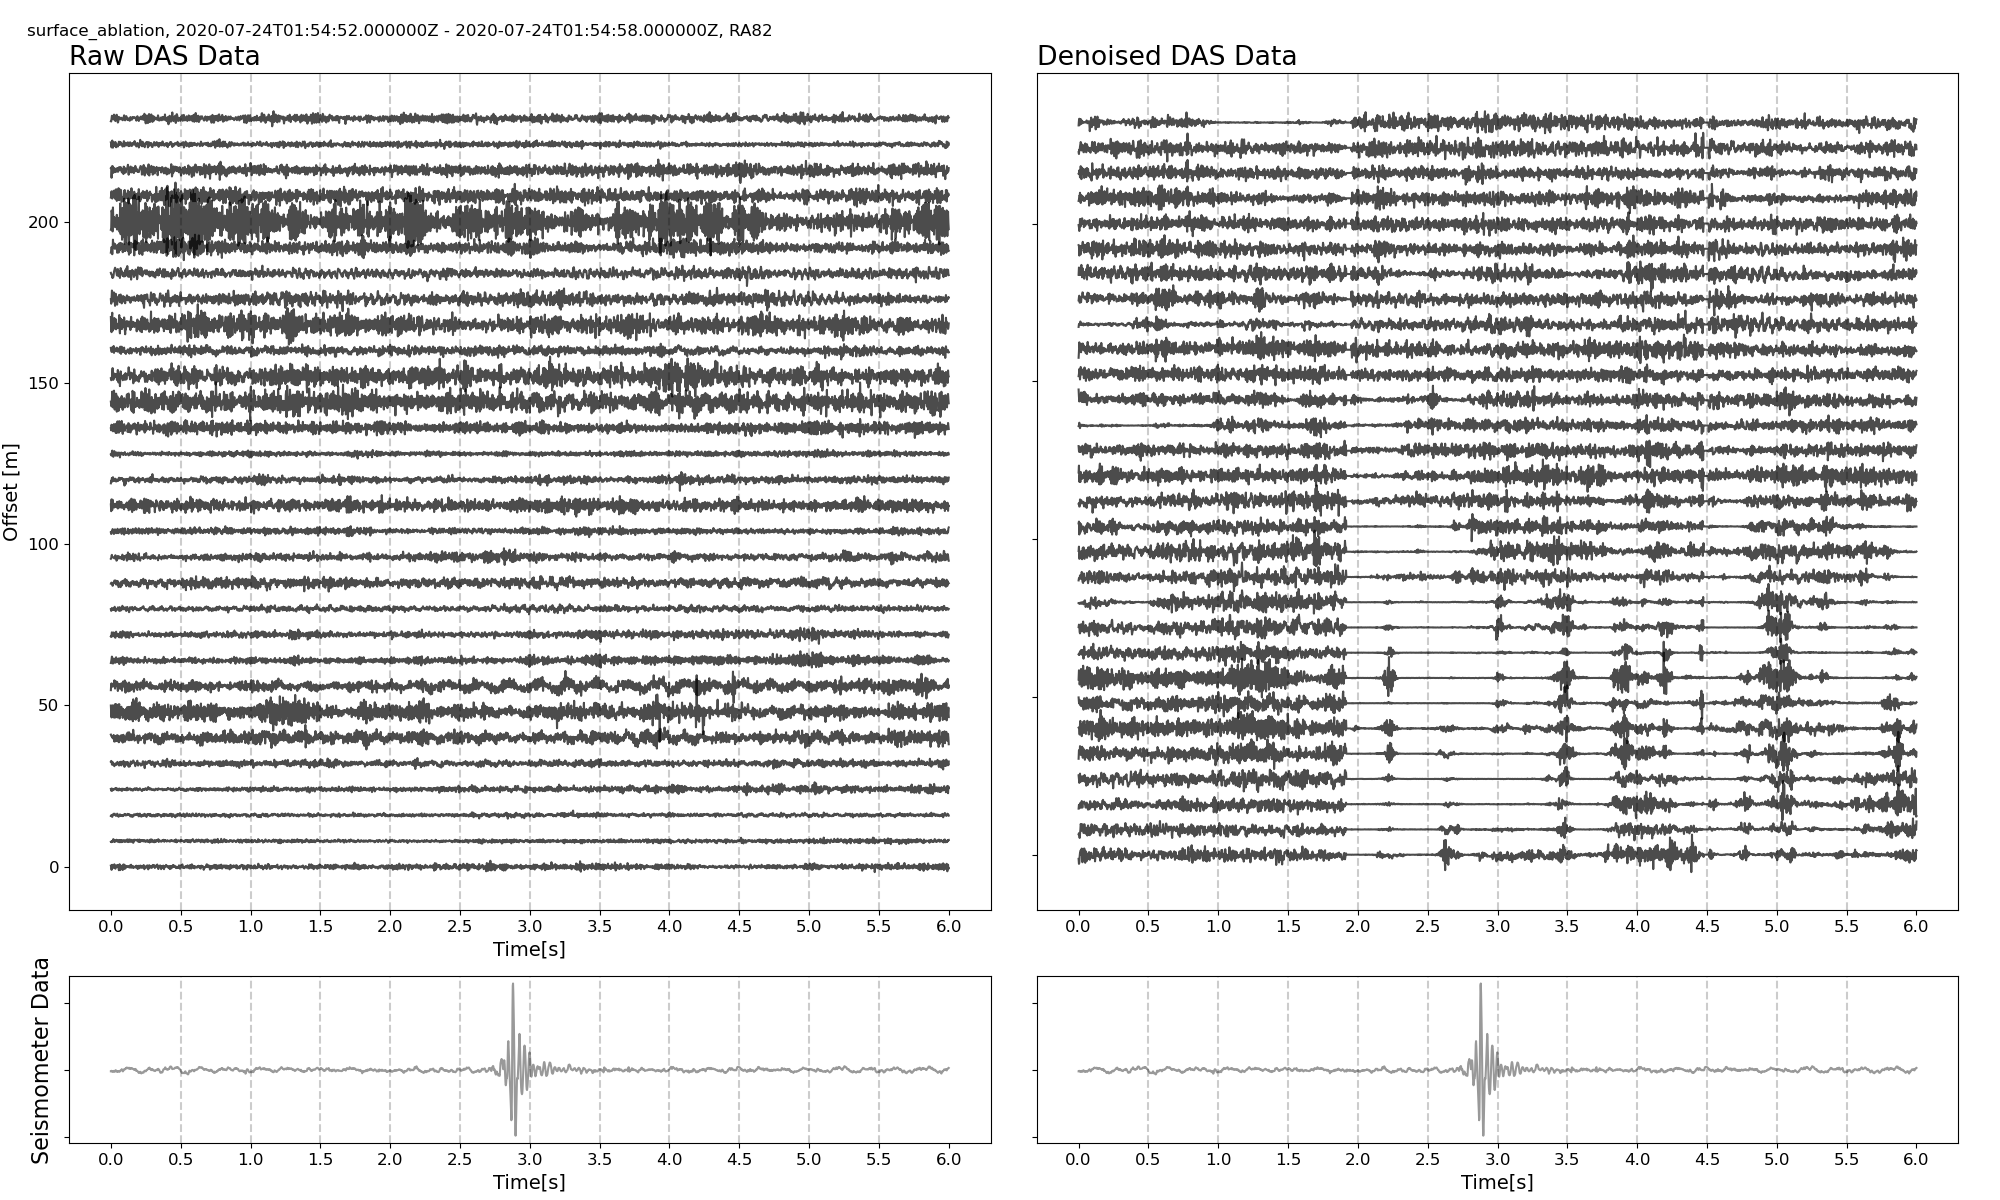 surface_ablation, 2020-07-24T01:54:52.000000Z - 2020-07-24T01:54:58.000000Z, RA82
Raw DAS Data
Denoised DAS Data
Offset [m]
200
150
100
50
0
0.0 0.5 1.0 1.5 2.0 2.5 3.0 3.5 4.0 4.5 5.0 5.5 6.0
Time[s]
0.0 0.5 1.0 1.5 2.0 2.5 3.0 3.5 4.0 4.5 5.0 5.5 6.0
Seismometer Data
0.0 0.5 1.0 1.5 2.0 2.5 3.0 3.5 4.0 4.5 5.0 5.5 6.0
Time[s]
0.0 0.5 1.0 1.5 2.0 2.5 3.0 3.5 4.0 4.5 5.0 5.5 6.0
Time[s]